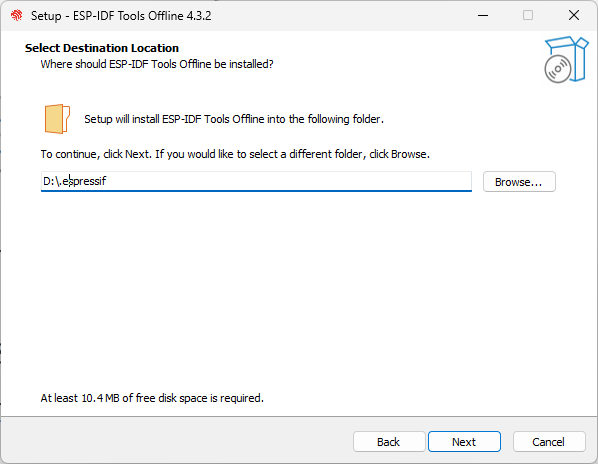 Setup - ESP-IDF Tools Offline 4.3.2
Select Destination Location
Where should ESP-IDF Tools Offline be installed?
Setup will install ESP-IDF Tools Offline into the following folder.
To continue, click Next. If you would like to select a different folder, click Browse.
D:\.espressif
Browse...
At least 10.4 MB of free disk space is required.
Back
Next
Cancel